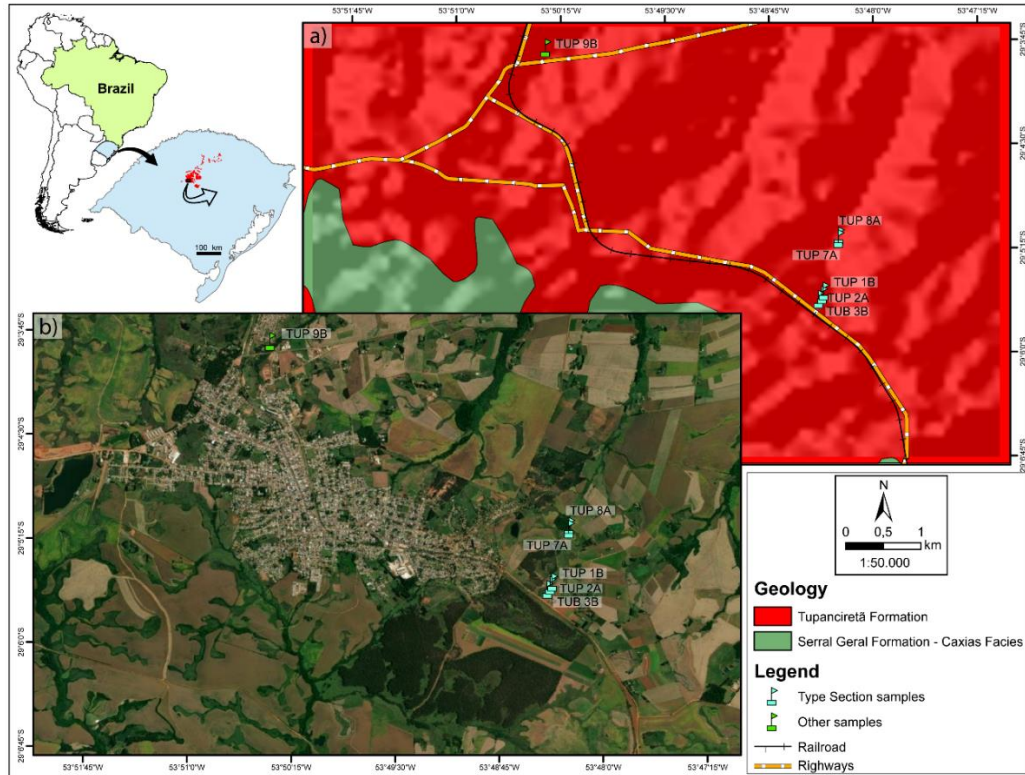 53°51'45"W 53°51'0"W 53°50'15"W 53°49'30"W 53°48'45"W 53°48'0"W 53°47'15"W
a)
TUP 9B
Brazil
100 km
TUP 8A
TUP 7A
TUP 1B
TUP 2A
TUB 3B
29°3'45"S
29°4'30"S
29°5'15"S
29°6'0"S
29°6'45"S
b)
TUP 9B
TUP 8A
TUP 7A
TUP 1B
TUP 2A
TUB 3B
29°3'45"S
29°4'30"S
29°5'15"S
29°6'0"S
29°6'45"S
53°51'45"W 53°51'0"W 53°50'15"W 53°49'30"W 53°48'45"W 53°48'0"W 53°47'15"W
N
0 0,5 1
km
1:50.000
Geology
Tupanciretã Formation
Serral Geral Formation - Caxias Facies
Legend
Type Section samples
Other samples
Railroad
Righways